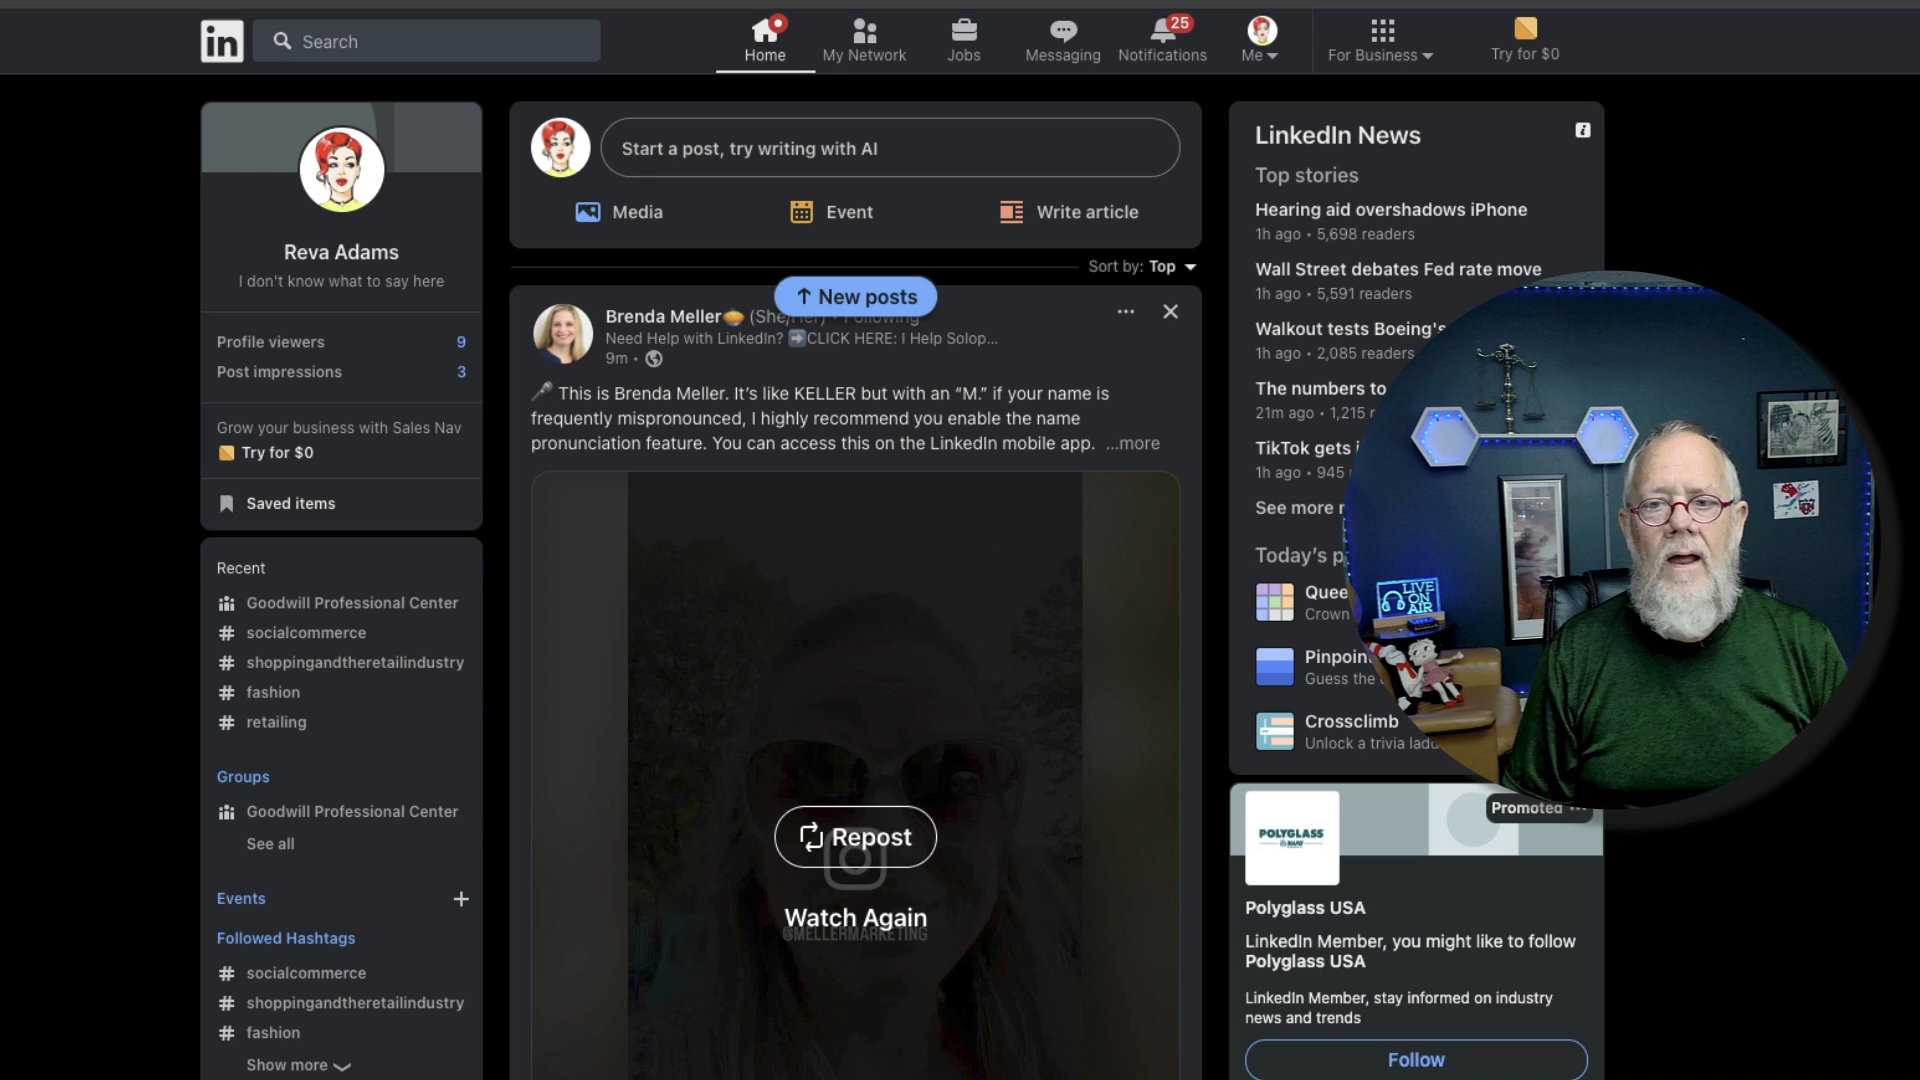 in
Search
Home
My Network
Jobs
Messaging
25
Notifications
Me
For Business
Try for $0
Reva Adams
I don't know what to say here
Profile viewers 9
Post impressions 3
Grow your business with Sales Nav
Try for $0
Saved items
Recent
Goodwill Professional Center
# socialcommerce
# shoppingandtheretailindustry
# fashion
# retailing
Groups
Goodwill Professional Center
See all
Events +
Followed Hashtags
# socialcommerce
# shoppingandtheretailindustry
# fashion
Show more
Start a post, try writing with AI
Media
Event
Write article
Sort by: Top
↑ New posts
Brenda Meller🥧 (She/Her) • Following
Need Help with LinkedIn? ➡️CLICK HERE: I Help Solop...
9m •
🎤 This is Brenda Meller. It's like KELLER but with an “M.” if your name is
frequently mispronounced, I highly recommend you enable the name
pronunciation feature. You can access this on the LinkedIn mobile app. ...more
Repost
Watch Again
@MELLERMARKETING
LinkedIn News
Top stories
Hearing aid overshadows iPhone
1h ago • 5,698 readers
Wall Street debates Fed rate move
1h ago • 5,591 readers
Walkout tests Boeing's
1h ago • 2,085 readers
The numbers to
21m ago • 1,215 r
TikTok gets i
1h ago • 945
See more
Today's p
Quee
Crown
Pinpoin
Guess the
Crossclimb
Unlock a trivia
LIVE
ON
AIR
Promoted
POLYGLASS
Polyglass USA
LinkedIn Member, you might like to follow
Polyglass USA
LinkedIn Member, stay informed on industry
news and trends
Follow